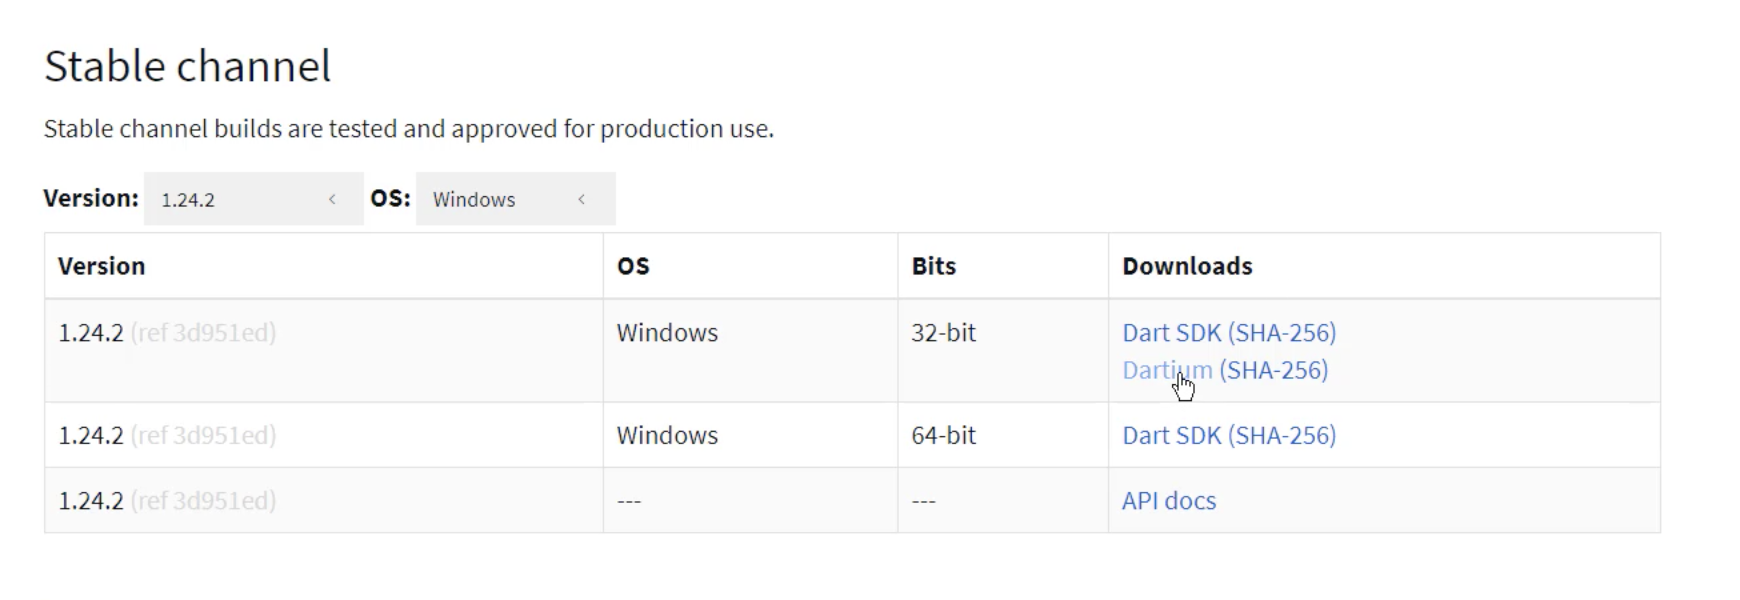 Stable channel
Stable channel builds are tested and approved for production use.
Version: 1.24.2 < OS: Windows <
Version OS Bits Downloads
1.24.2 (ref 3d951ed) Windows 32-bit Dart SDK (SHA-256)
Dartium (SHA-256)
1.24.2 (ref 3d951ed) Windows 64-bit Dart SDK (SHA-256)
1.24.2 (ref 3d951ed) --- --- API docs